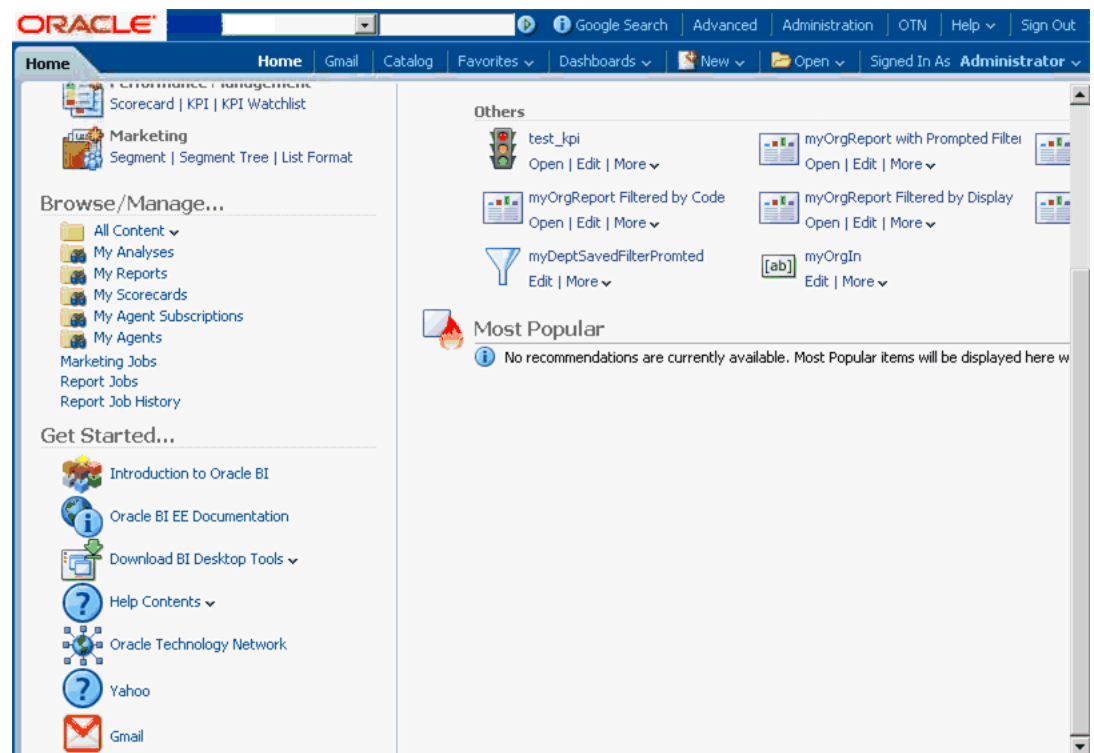 ORACLE
Google Search Advanced Administration OTN Help Sign Out
Home
Home Gmail Catalog Favorites Dashboards New Open Signed In As Administrator
Performance Management
Scorecard | KPI | KPI Watchlist
Marketing
Segment | Segment Tree | List Format
Browse/Manage...
All Content
My Analyses
My Reports
My Scorecards
My Agent Subscriptions
My Agents
Marketing Jobs
Report Jobs
Report Job History
Get Started...
Introduction to Oracle BI
Oracle BI EE Documentation
Download BI Desktop Tools
Help Contents
Oracle Technology Network
Yahoo
Gmail
Others
test_kpi
Open | Edit | More
myOrgReport with Prompted Filter
Open | Edit | More
myOrgReport Filtered by Code
Open | Edit | More
myOrgReport Filtered by Display
Open | Edit | More
myDeptSavedFilterPromted
Edit | More
[ab]
myOrgIn
Edit | More
Most Popular
No recommendations are currently available. Most Popular items will be displayed here w